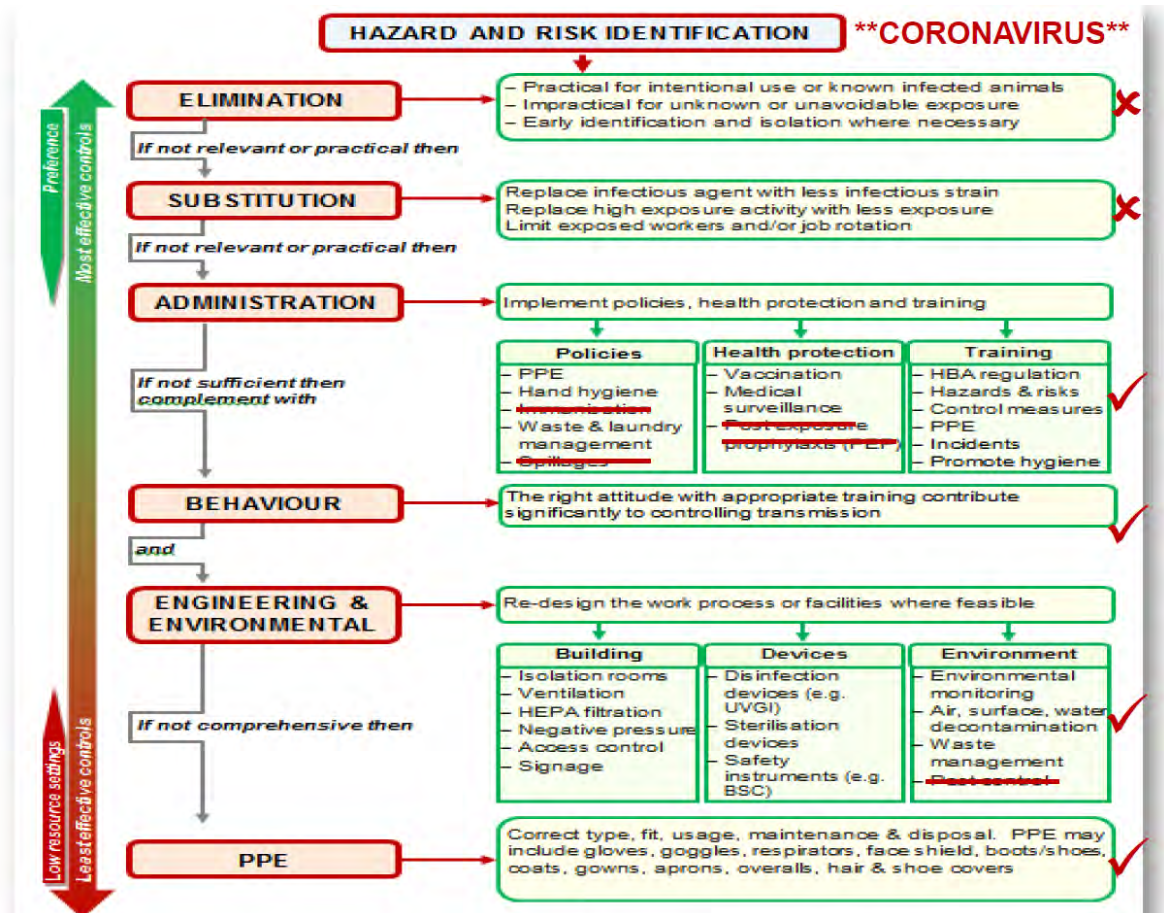 HAZARD AND RISK IDENTIFICATION
**CORONAVIRUS**
Preference
Most effective controls
Low resource settings
Least effective controls
ELIMINATION
– Practical for intentional use or known infected animals
– Impractical for unknown or unavoidable exposure
– Early identification and isolation where necessary
If not relevant or practical then
SUBSTITUTION
Replace infectious agent with less infectious strain
Replace high exposure activity with less exposure
Limit exposed workers and/or job rotation
If not relevant or practical then
ADMINISTRATION
Implement policies, health protection and training
Policies
– PPE
– Hand hygiene
– Immunisation
– Waste & laundry
management
– Spillages
Health protection
– Vaccination
– Medical
surveillance
– Post exposure
prophylaxis (PEP)
Training
– HBA regulation
– Hazards & risks
– Control measures
– PPE
– Incidents
– Promote hygiene
If not sufficient then
complement with
BEHAVIOUR
The right attitude with appropriate training contribute
significantly to controlling transmission
and
ENGINEERING &
ENVIRONMENTAL
Re-design the work process or facilities where feasible
Building
– Isolation rooms
– Ventilation
– HEPA filtration
– Negative pressure
– Access control
– Signage
Devices
– Disinfection
devices (e.g.
UVGI)
– Sterilisation
devices
– Safety
instruments (e.g.
BSC)
Environment
– Environmental
monitoring
– Air, surface, water
decontamination
– Waste
management
– Pest control
If not comprehensive then
PPE
Correct type, fit, usage, maintenance & disposal. PPE may
include gloves, goggles, respirators, face shield, boots/shoes,
coats, gowns, aprons, overalls, hair & shoe covers